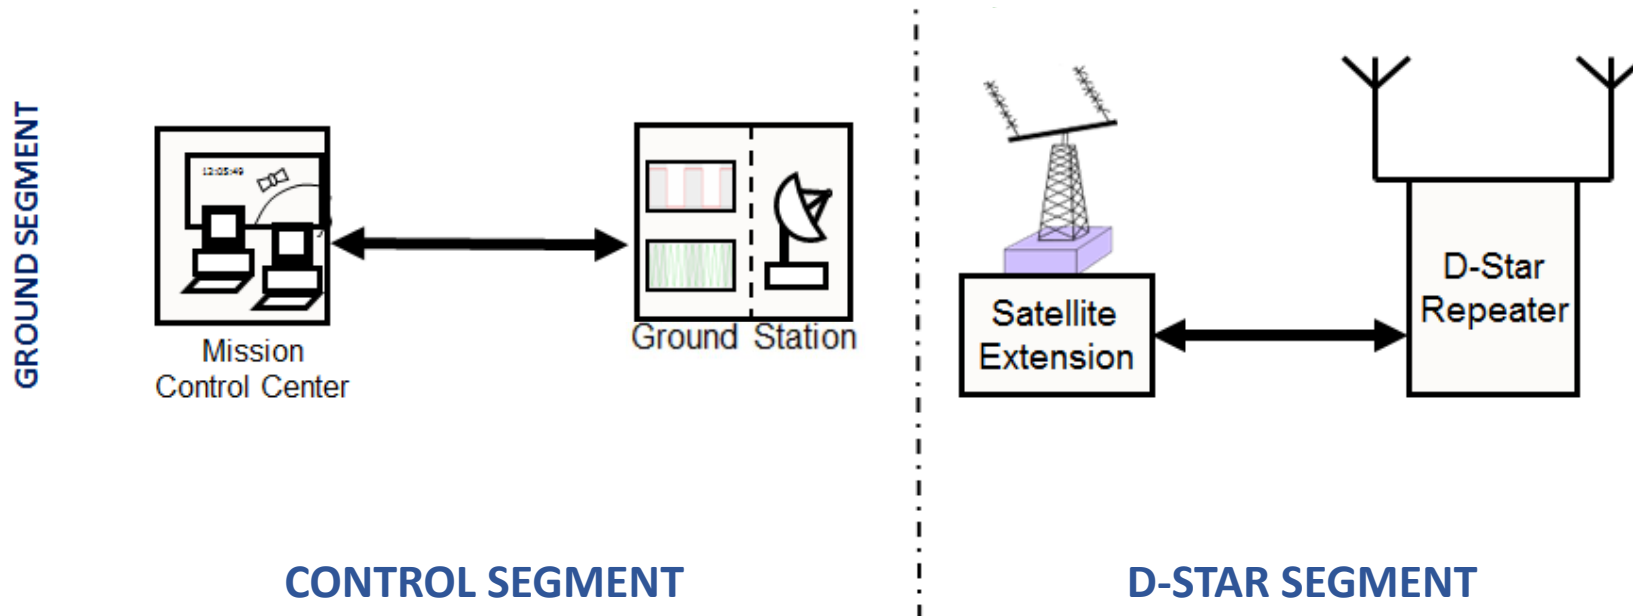 GROUND SEGMENT
12:05:49
Mission
Control Center
Ground Station
Satellite
Extension
D-Star
Repeater
CONTROL SEGMENT
D-STAR SEGMENT